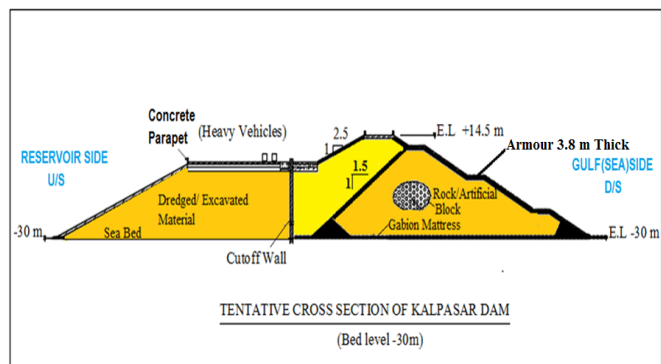 Concrete
Parapet
(Heavy Vehicles)
2.5
1
E.L +14.5 m
Armour 3.8 m Thick
RESERVOIR SIDE
U/S
1.5
1
GULF(SEA)SIDE
D/S
Rock/Artificial
Block
Dredged/ Excavated
Material
Gabion Mattress
-30 m
Sea Bed
E.L -30 m
Cutoff Wall
TENTATIVE CROSS SECTION OF KALPASAR DAM
(Bed level -30m)